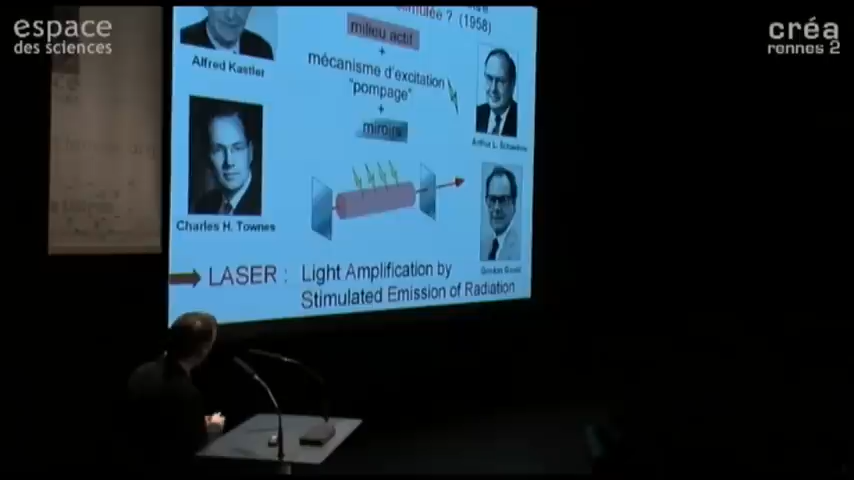 espace
des sciences
créa
rennes 2
(1958)
milieu actif
+
Alfred Kastler
mécanisme d'excitation
"pompage"
+
miroirs
Charles H. Townes
LASER : Light Amplification by
Stimulated Emission of Radiation